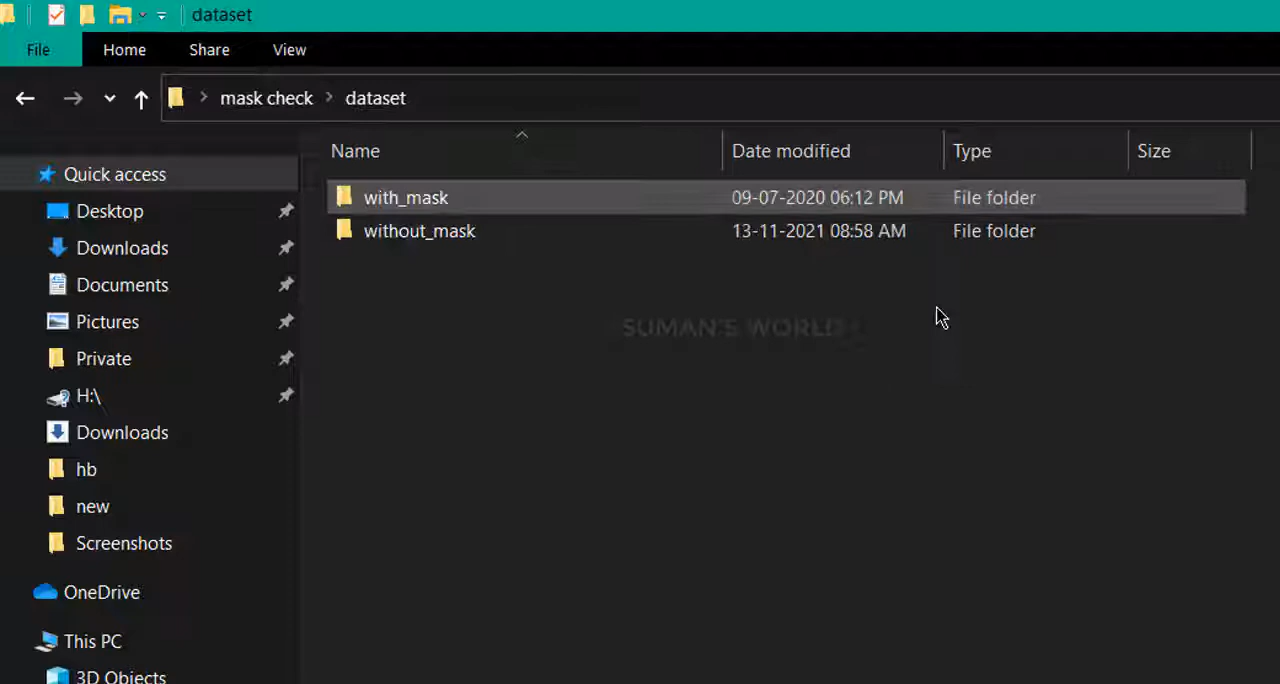 dataset
File Home Share View
mask check dataset
Name Date modified Type Size
Quick access
with_mask 09-07-2020 06:12 PM File folder
Desktop
without_mask 13-11-2021 08:58 AM File folder
Downloads
Documents
Pictures
SUMAN'S WORLD
Private
H:\
Downloads
hb
new
Screenshots
OneDrive
This PC
3D Objects